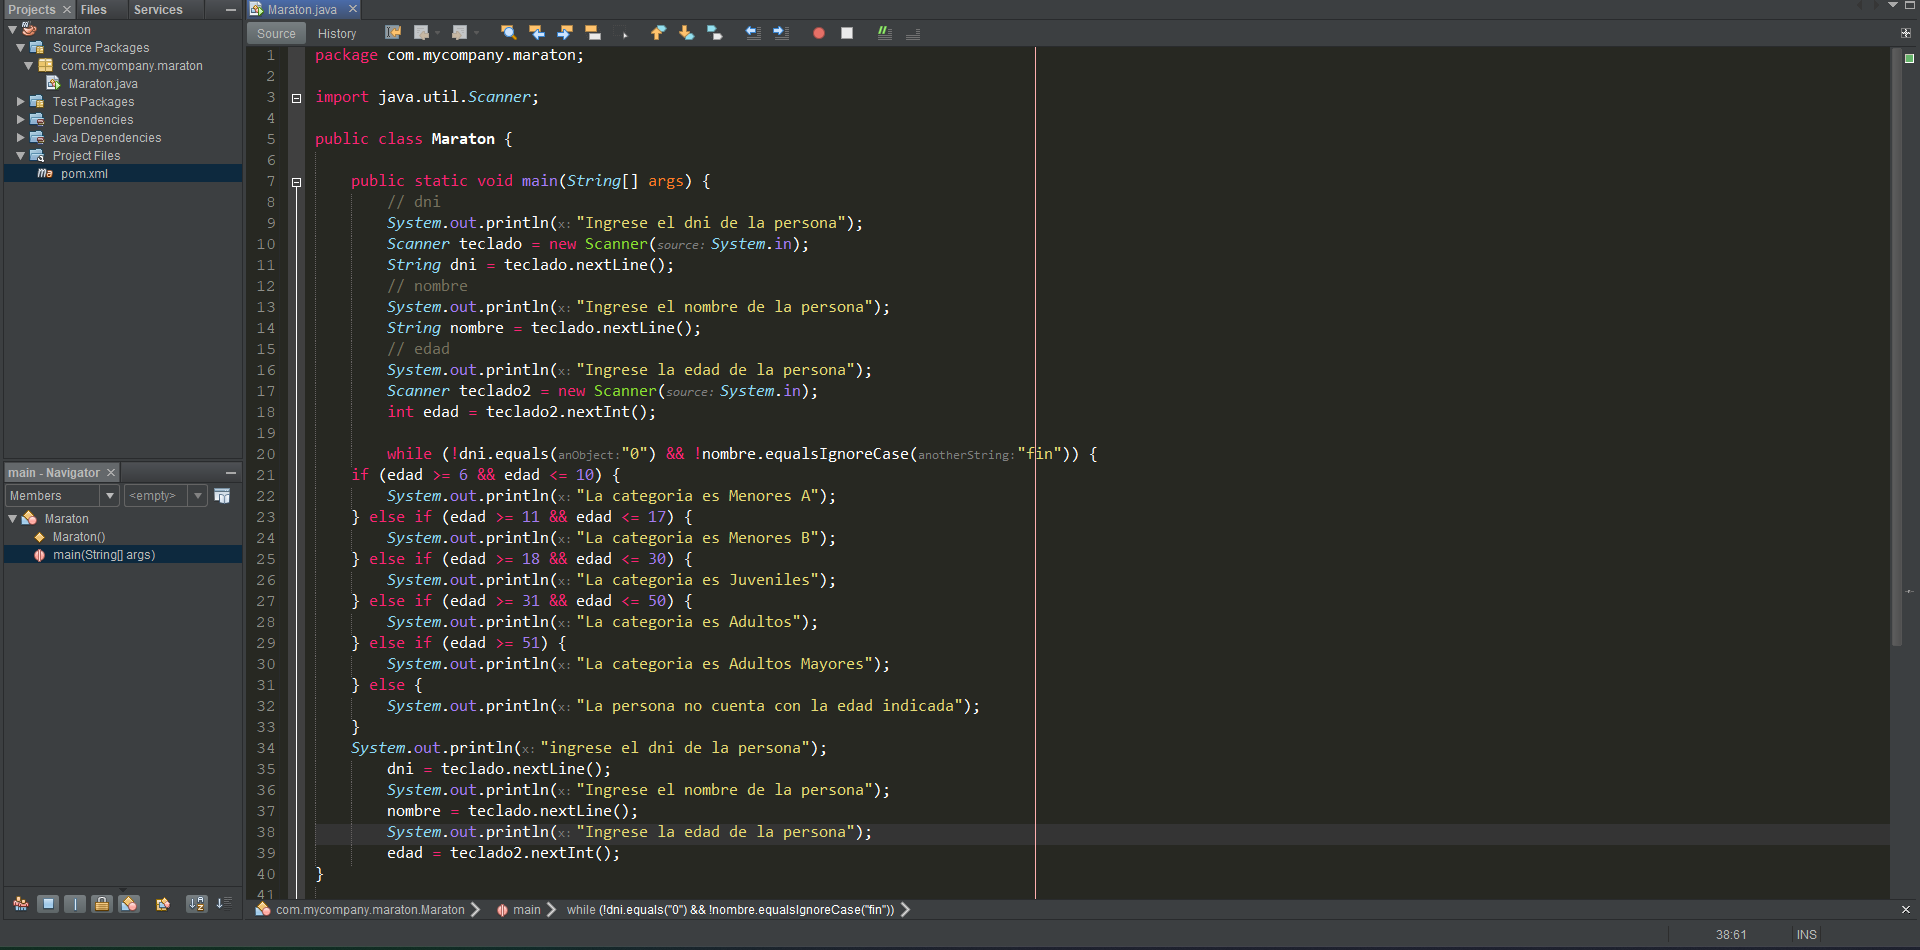 Projects Files Services
maraton
Source Packages
com.mycompany.maraton
Maraton.java
Test Packages
Dependencies
Java Dependencies
Project Files
pom.xml
main - Navigator
Members <empty>
Maraton
Maraton()
main(String[] args)
Maraton.java
Source History
1 package com.mycompany.maraton;
2
3 import java.util.Scanner;
4
5 public class Maraton {
6
7 public static void main(String[] args) {
8 // dni
9 System.out.println(x: "Ingrese el dni de la persona");
10 Scanner teclado = new Scanner(source: System.in);
11 String dni = teclado.nextLine();
12 // nombre
13 System.out.println(x: "Ingrese el nombre de la persona");
14 String nombre = teclado.nextLine();
15 // edad
16 System.out.println(x: "Ingrese la edad de la persona");
17 Scanner teclado2 = new Scanner(source: System.in);
18 int edad = teclado2.nextInt();
19
20 while (!dni.equals(anObject: "0") && !nombre.equalsIgnoreCase(anotherString: "fin")) {
21 if (edad >= 6 && edad <= 10) {
22 System.out.println(x: "La categoria es Menores A");
23 } else if (edad >= 11 && edad <= 17) {
24 System.out.println(x: "La categoria es Menores B");
25 } else if (edad >= 18 && edad <= 30) {
26 System.out.println(x: "La categoria es Juveniles");
27 } else if (edad >= 31 && edad <= 50) {
28 System.out.println(x: "La categoria es Adultos");
29 } else if (edad >= 51) {
30 System.out.println(x: "La categoria es Adultos Mayores");
31 } else {
32 System.out.println(x: "La persona no cuenta con la edad indicada");
33 }
34 System.out.println(x: "ingrese el dni de la persona");
35 dni = teclado.nextLine();
36 System.out.println(x: "Ingrese el nombre de la persona");
37 nombre = teclado.nextLine();
38 System.out.println(x: "Ingrese la edad de la persona");
39 edad = teclado2.nextInt();
40 }
41
com.mycompany.maraton.Maraton main while (!dni.equals("0") && !nombre.equalsIgnoreCase("fin"))
38:61 INS